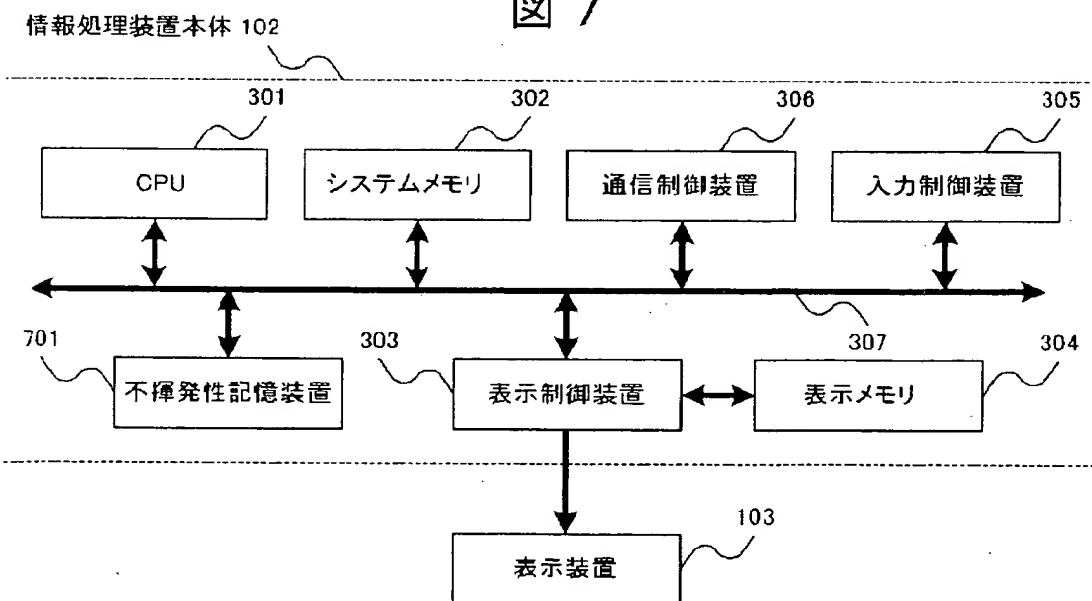 図 7
情報処理装置本体 102
301
302
306
305
CPU
システムメモリ
通信制御装置
入力制御装置
701
303
307
304
不揮発性記憶装置
表示制御装置
表示メモリ
103
表示装置